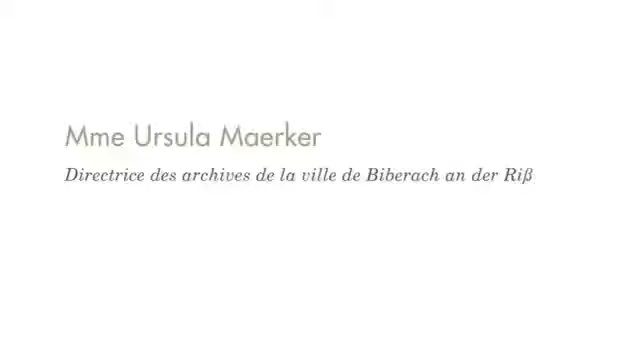 Mme Ursula Maerker
Directrice des archives de la ville de Biberach an der Riß